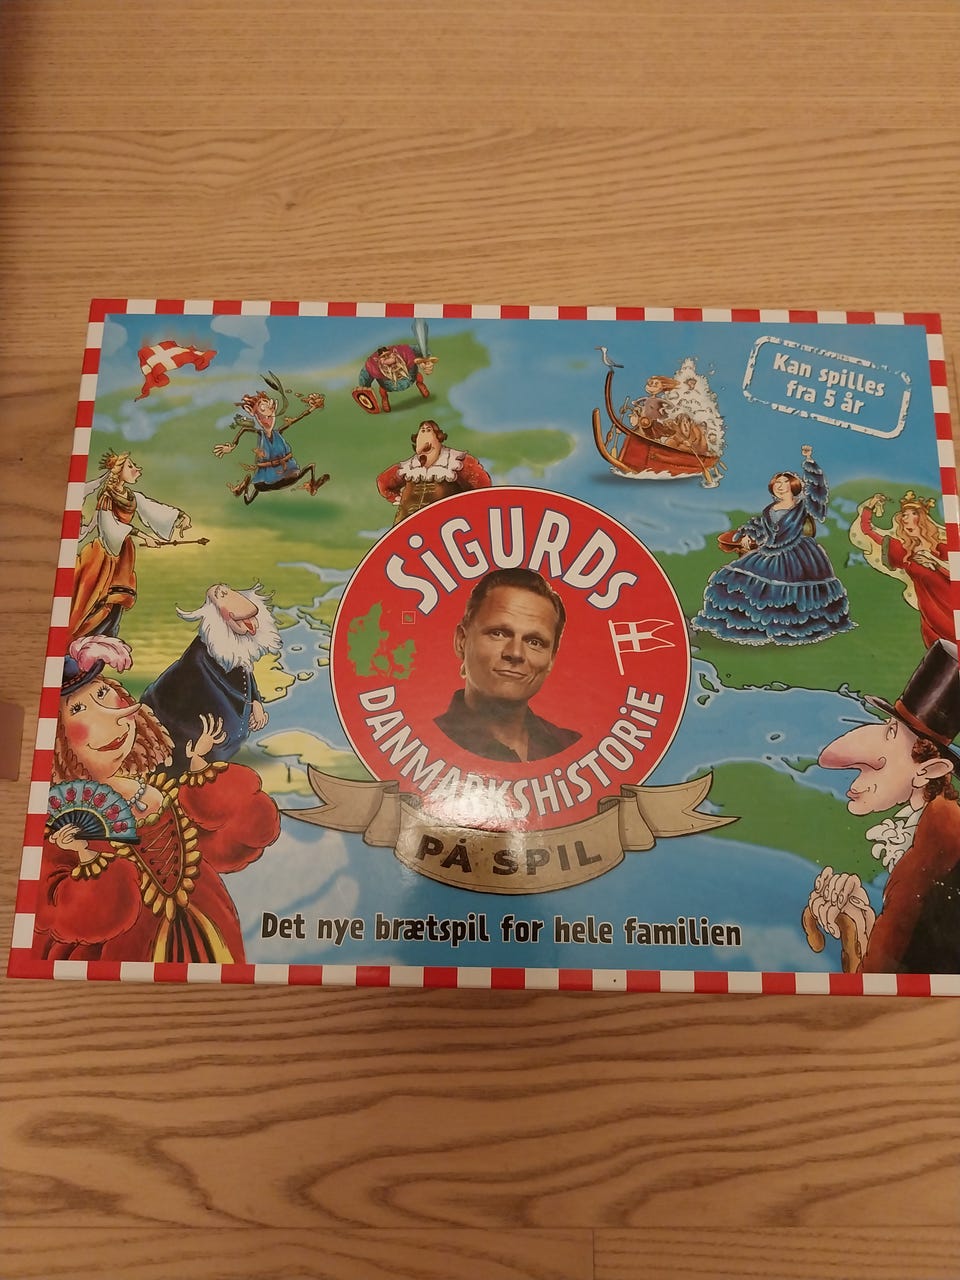 Kan spilles
fra 5 år
SiGURDS
DANMARKSHiSTORiE
PÅ SPIL
Det nye brætspil for hele familien